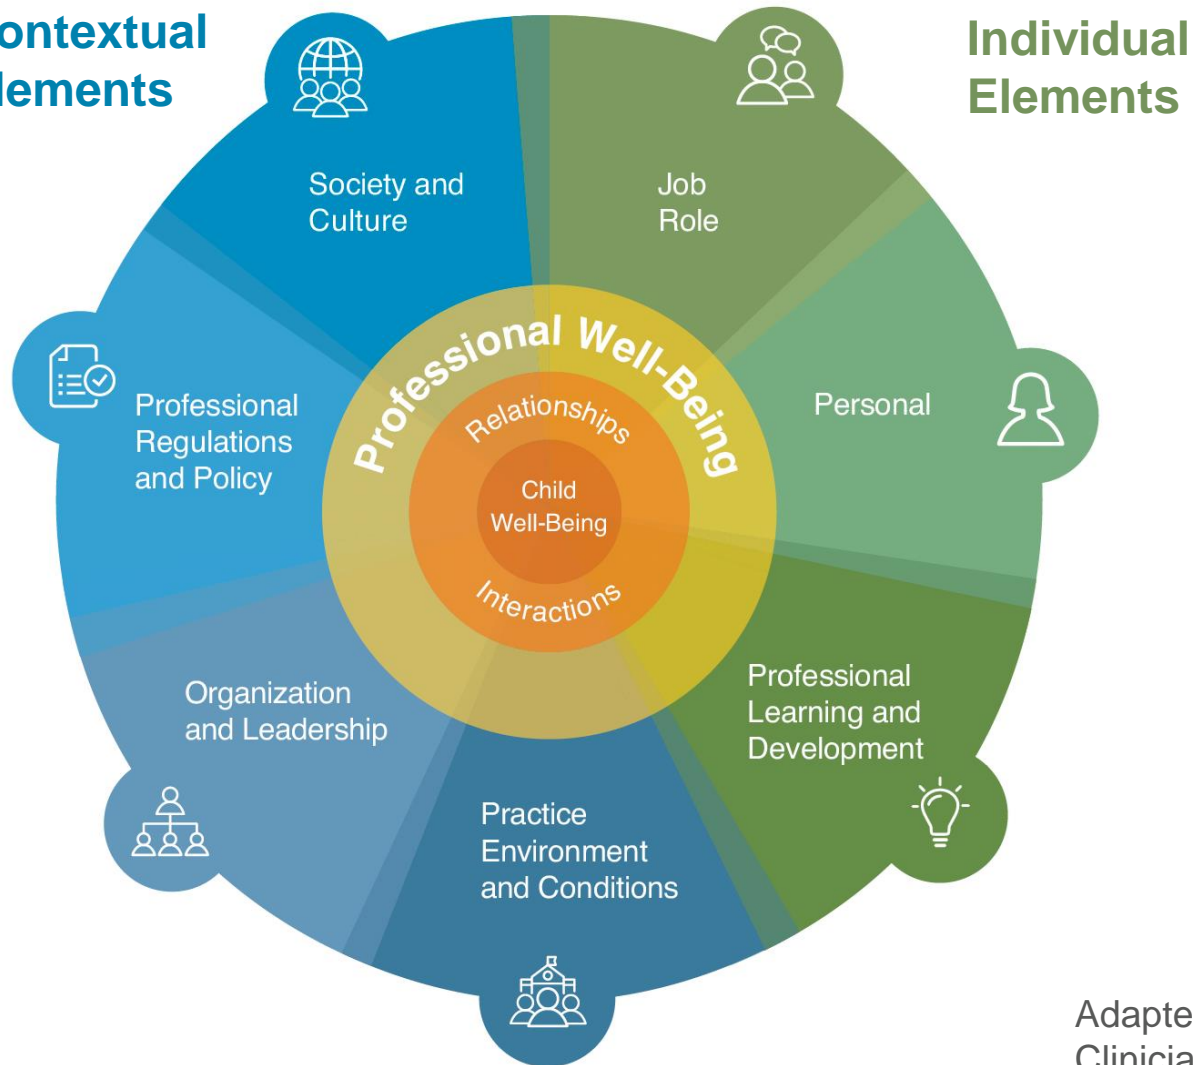 ontextual
lements
Individual
Elements
Society and
Culture
Job
Role
Professional
Regulations
and Policy
Personal
Professional Well-Being
Relationships
Child
Well-Being
Interactions
Organization
and Leadership
Professional
Learning and
Development
Practice
Environment
and Conditions
Adapte
Clinicia